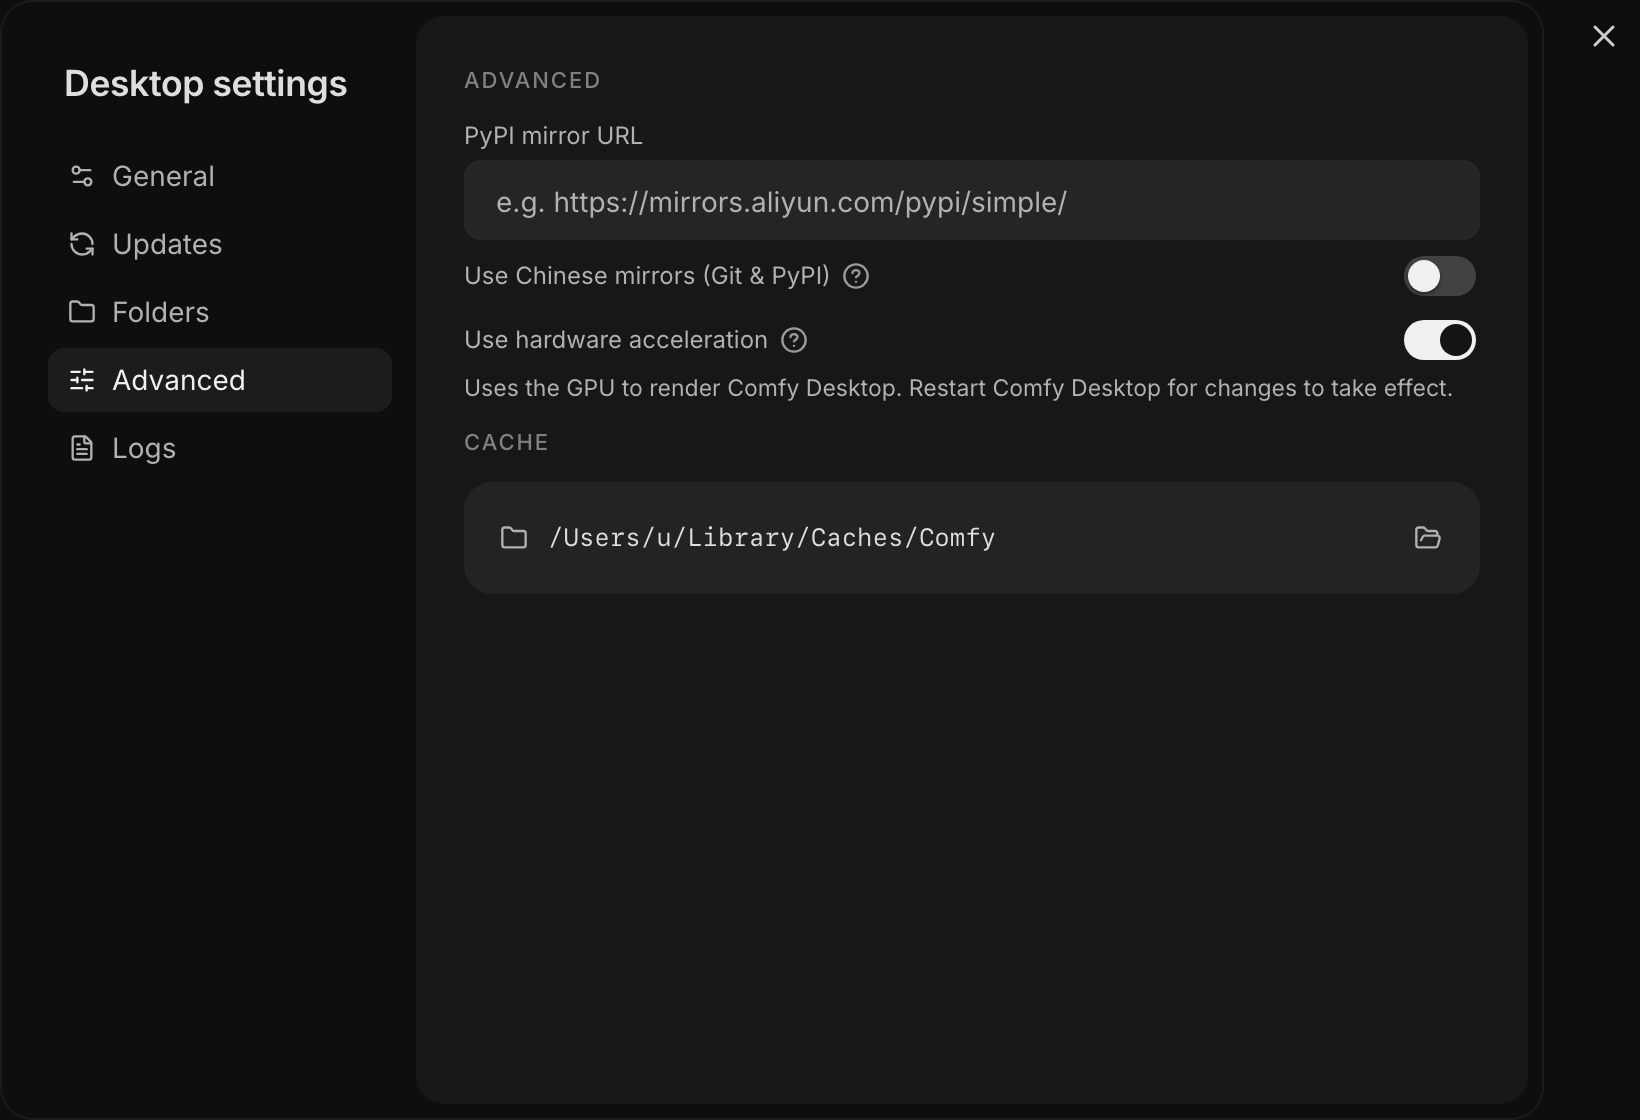 Desktop settings
General
Updates
Folders
Advanced
Logs
ADVANCED
PyPI mirror URL
e.g. https://mirrors.aliyun.com/pypi/simple/
Use Chinese mirrors (Git & PyPI)
Use hardware acceleration
Uses the GPU to render Comfy Desktop. Restart Comfy Desktop for changes to take effect.
CACHE
/Users/u/Library/Caches/Comfy